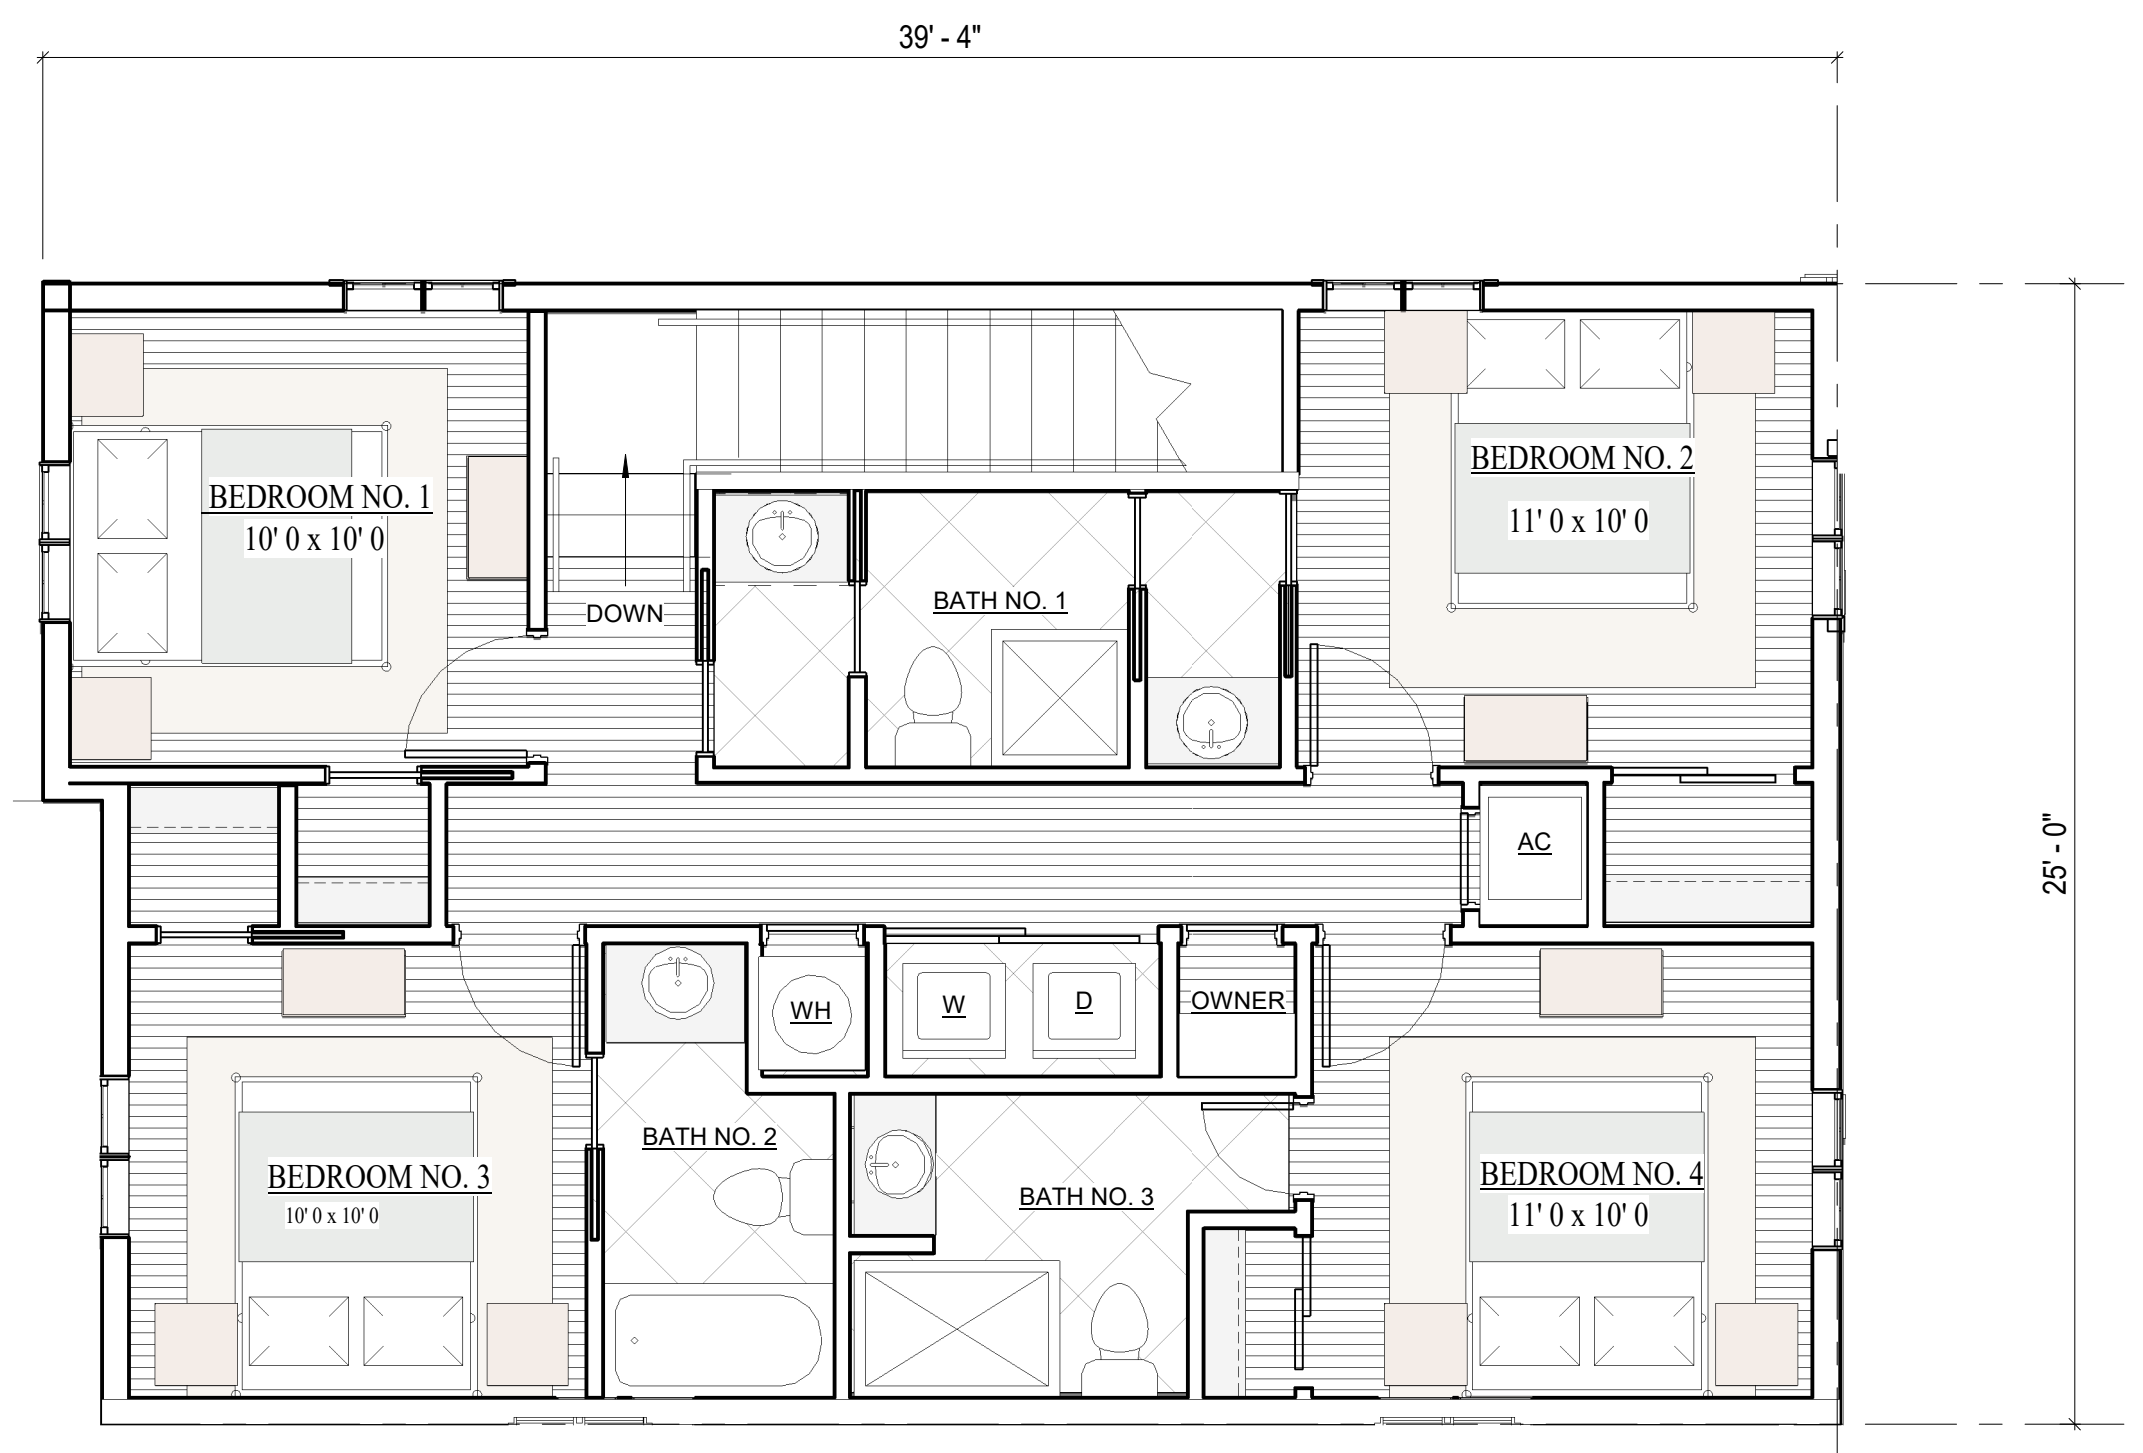 39' - 4"
BEDROOM NO. 1
10' 0 x 10' 0
BEDROOM NO. 2
11' 0 x 10' 0
DOWN
BATH NO. 1
AC
25' - 0"
WH
W
D
OWNER
BATH NO. 2
BATH NO. 3
BEDROOM NO. 3
10' 0 x 10' 0
BEDROOM NO. 4
11' 0 x 10' 0